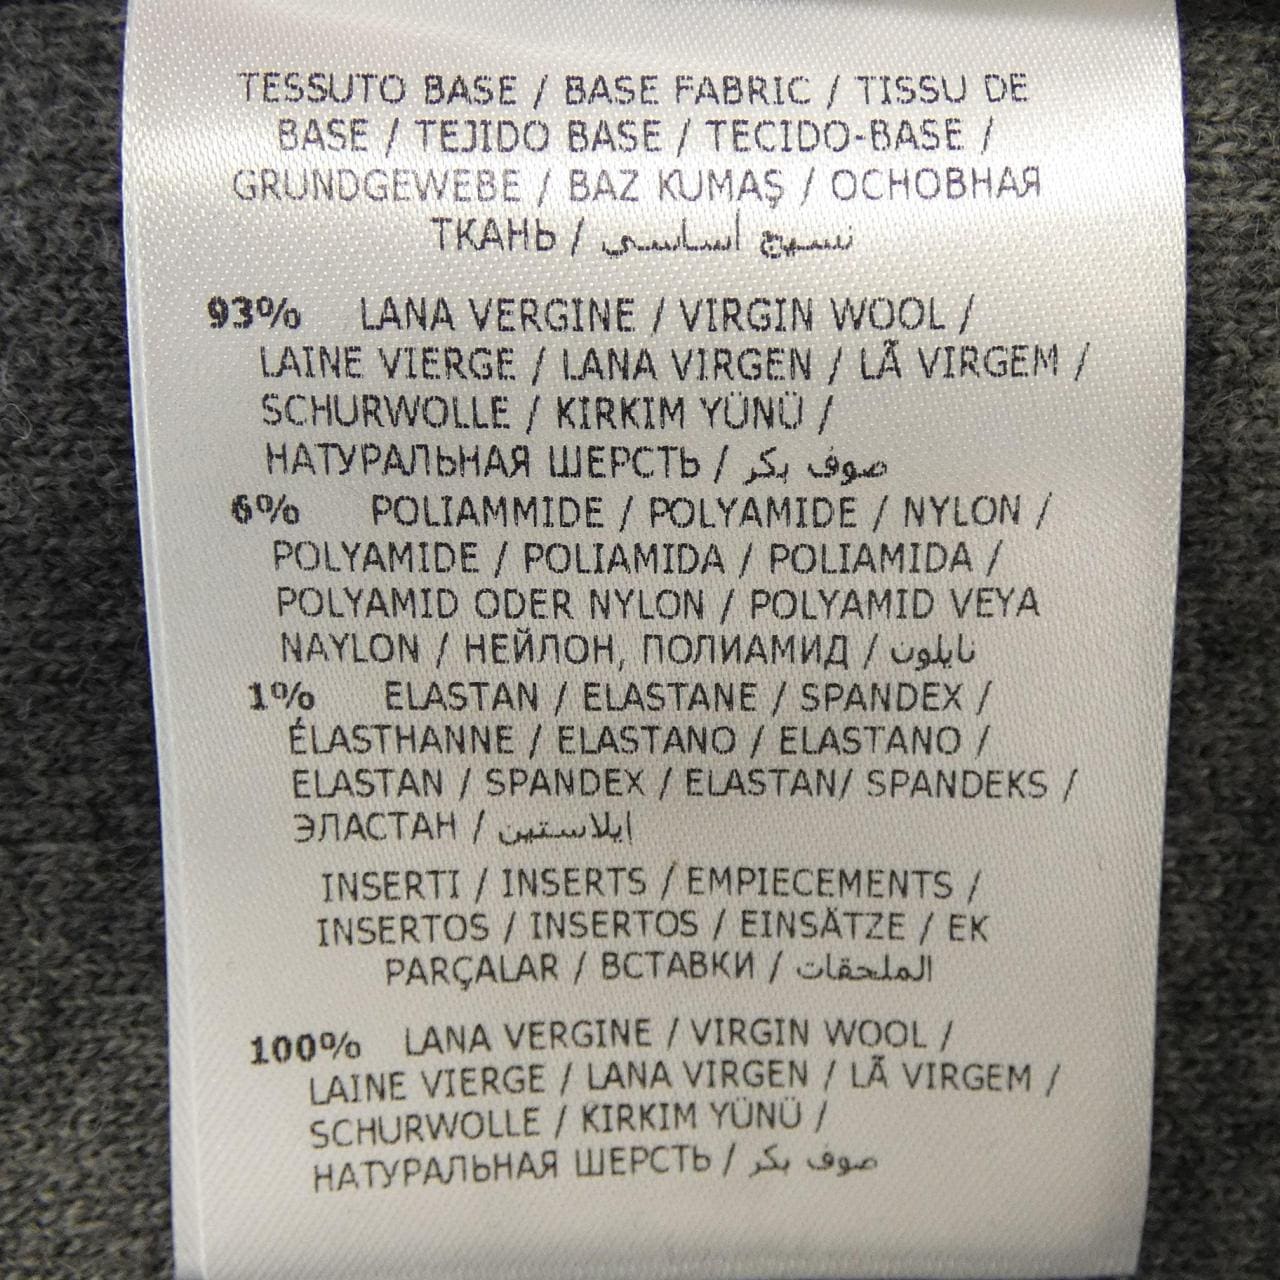 TESSUTO BASE / BASE FABRIC / TISSU DE
BASE / TEJIDO BASE / TECIDO-BASE /
GRUNDGEWEBE / BAZ KUMAŞ / ОСНОВНАЯ
ТКАНЬ / نسيج أساسي
93% LANA VERGINE / VIRGIN WOOL /
LAINE VIERGE / LANA VIRGEN / LÃ VIRGEM /
SCHURWOLLE / KIRKIM YÜNÜ /
НАТУРАЛЬНАЯ ШЕРСТЬ / صوف بكر
6% POLIAMMIDE / POLYAMIDE / NYLON /
POLYAMIDE / POLIAMIDA / POLIAMIDA /
POLYAMID ODER NYLON / POLYAMID VEYA
NAYLON / НЕЙЛОН, ПОЛИАМИД / نايلون
1% ELASTAN / ELASTANE / SPANDEX /
ÉLASTHANNE / ELASTANO / ELASTANO /
ELASTAN / SPANDEX / ELASTAN/ SPANDEKS /
ЭЛАСТАН / إيلاستين
INSERTI / INSERTS / EMPIECEMENTS /
INSERTOS / INSERTOS / EINSÄTZE / EK
PARÇALAR / ВСТАВКИ / الملحقات
100% LANA VERGINE / VIRGIN WOOL /
LAINE VIERGE / LANA VIRGEN / LÃ VIRGEM /
SCHURWOLLE / KIRKIM YÜNÜ /
НАТУРАЛЬНАЯ ШЕРСТЬ / صوف بكر